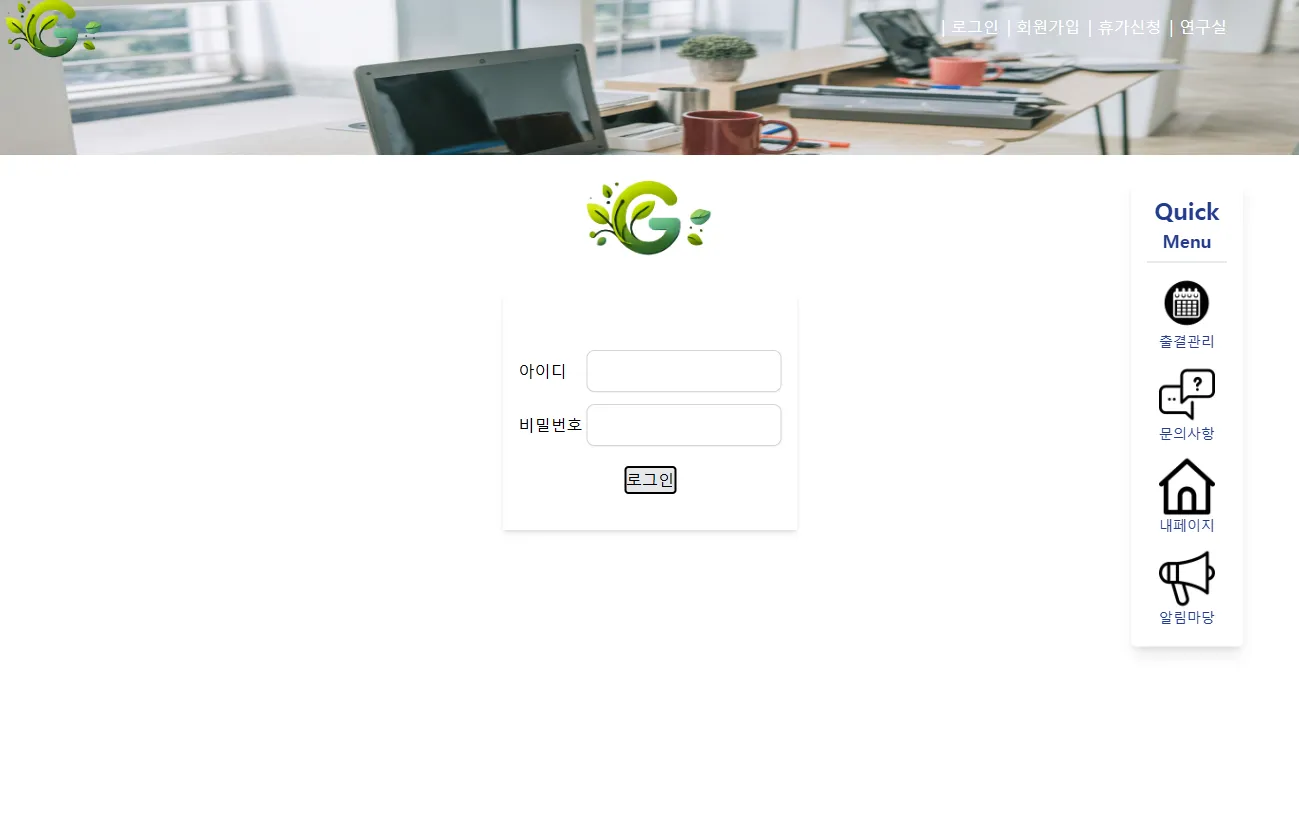 | 로그인 | 회원가입 | 휴가신청 | 연구실
Quick
Menu
출결관리
문의사항
내페이지
알림마당
아이디
비밀번호
로그인